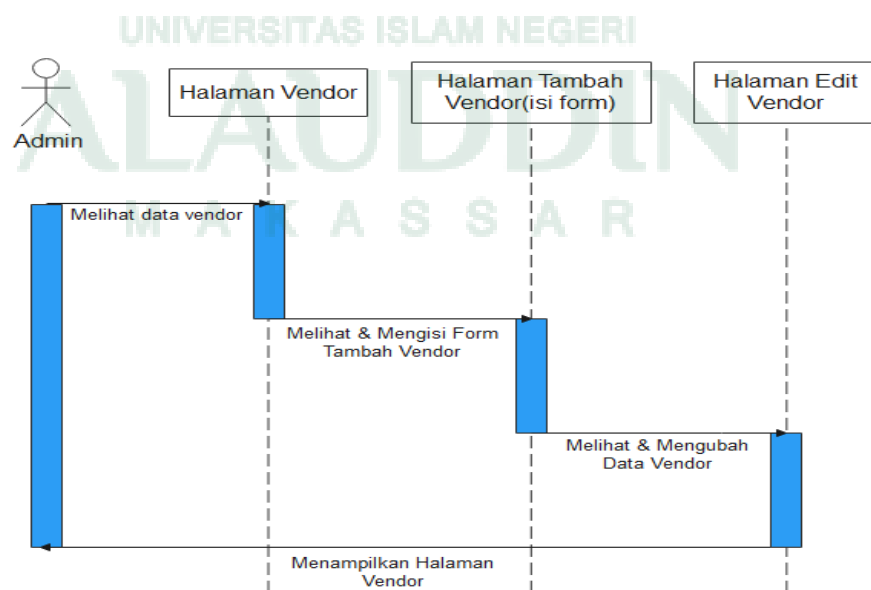 UNIVERSITAS ISLAM NEGERI
ALAUDDIN
MAKASSAR
Admin
Halaman Vendor
Halaman Tambah
Vendor(isi form)
Halaman Edit
Vendor
Melihat data vendor
Melihat & Mengisi Form
Tambah Vendor
Melihat & Mengubah
Data Vendor
Menampilkan Halaman
Vendor